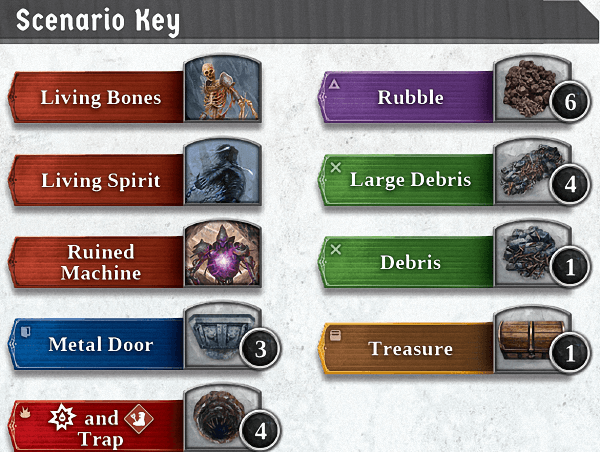 Scenario Key
Living Bones
Living Spirit
Ruined
Machine
Metal Door
3
and
Trap
4
Rubble
6
Large Debris
4
Debris
1
Treasure
1